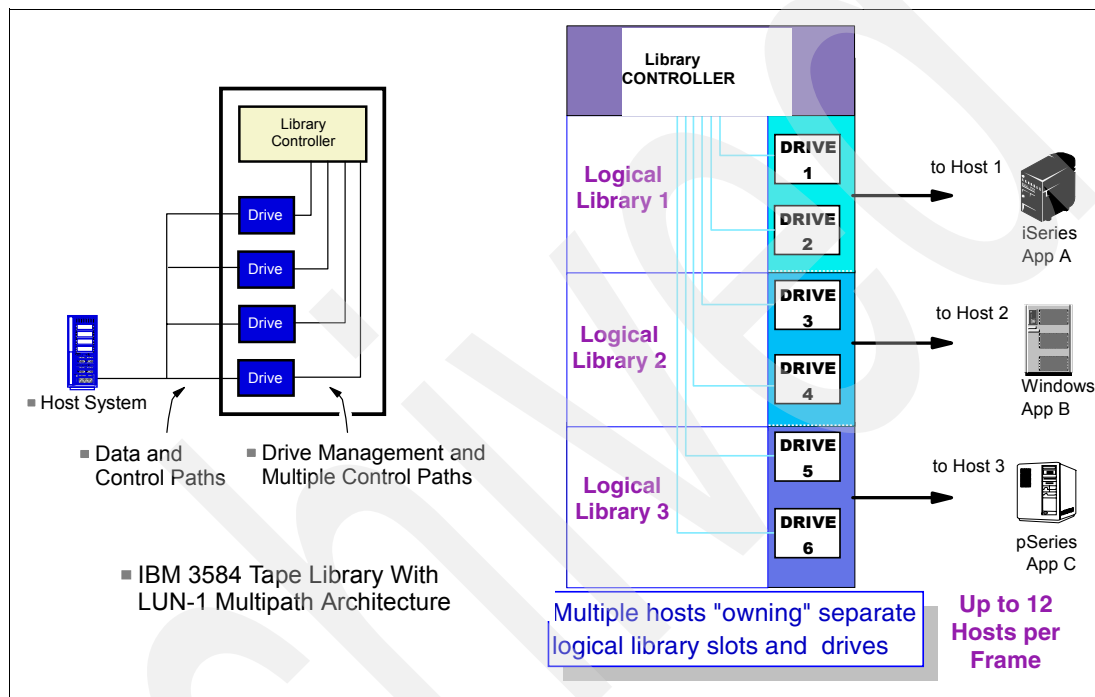 Library
Controller
Drive
Drive
Drive
Drive
Host System
Data and
Control Paths
Drive Management and
Multiple Control Paths
IBM 3584 Tape Library With
LUN-1 Multipath Architecture
Library
CONTROLLER
Logical
Library 1
DRIVE
1
DRIVE
2
to Host 1
iSeries
App A
Logical
Library 2
DRIVE
3
DRIVE
4
to Host 2
Windows
App B
Logical
Library 3
DRIVE
5
DRIVE
6
to Host 3
pSeries
App C
Multiple hosts "owning" separate
logical library slots and drives
Up to 12
Hosts per
Frame